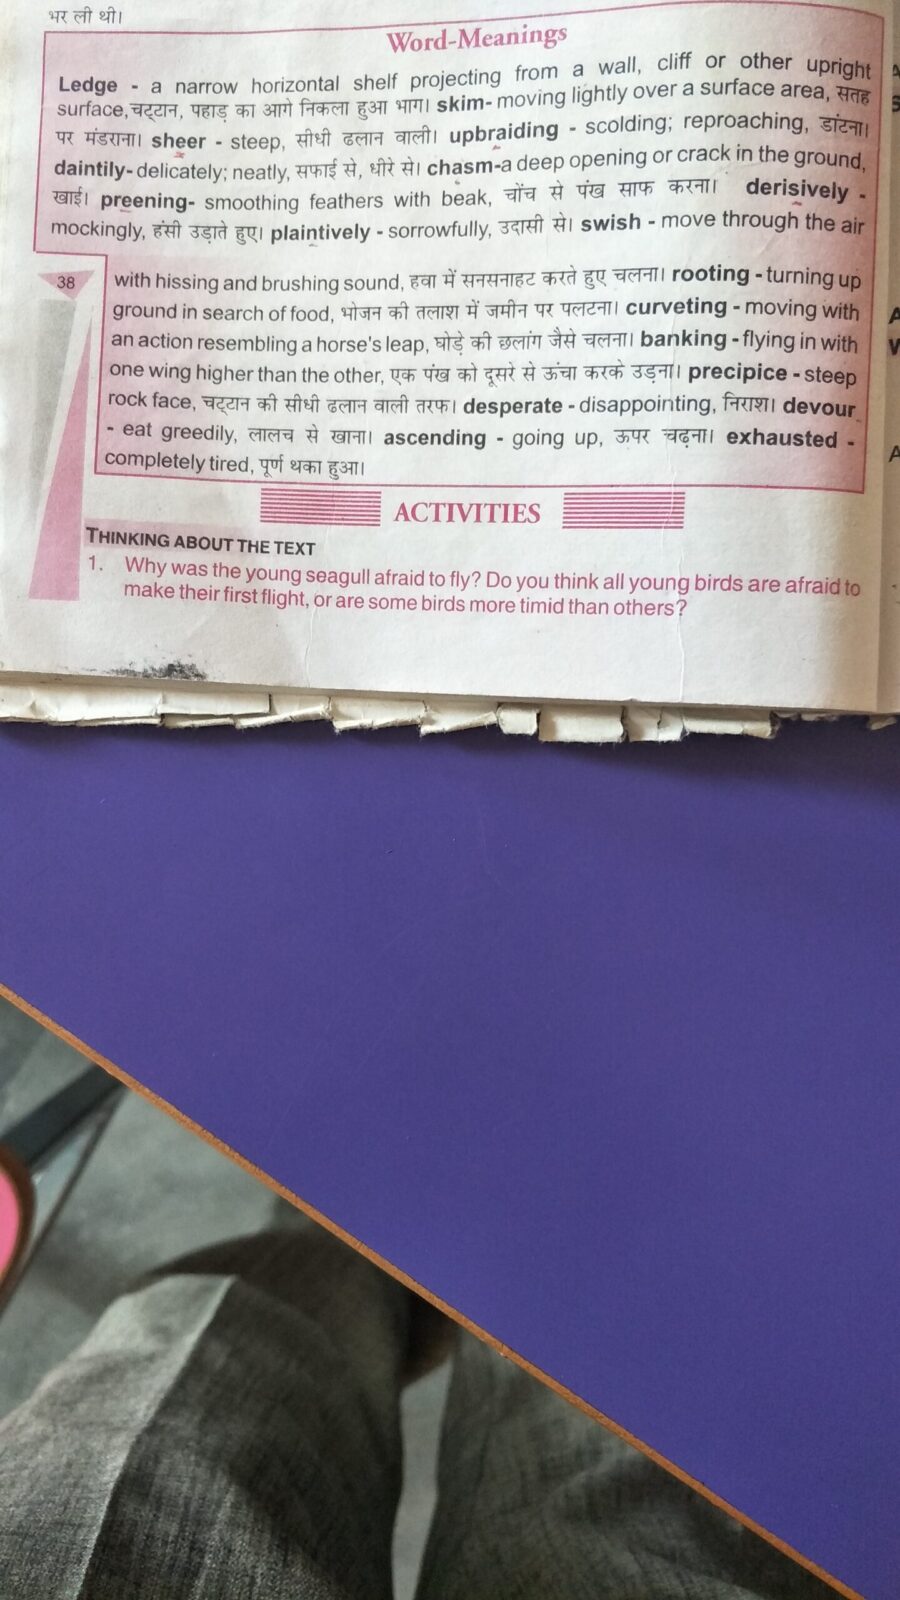 भर ली थी।
Word-Meanings
Ledge - a narrow horizontal shelf projecting from a wall, cliff or other upright
surface, चट्टान, पहाड़ का आगे निकला हुआ भाग। skim- moving lightly over a surface area, सतह
पर मंडराना। sheer - steep, सीधी ढलान वाली। upbraiding - scolding; reproaching, डांटना।
daintily- delicately; neatly, सफाई से, धीरे से। chasm-a deep opening or crack in the ground,
खाई। preening- smoothing feathers with beak, चोंच से पंख साफ करना। derisively -
mockingly, हंसी उड़ाते हुए। plaintively - sorrowfully, उदासी से। swish - move through the air
38
with hissing and brushing sound, हवा में सनसनाहट करते हुए चलना। rooting - turning up
ground in search of food, भोजन की तलाश में जमीन पर पलटना। curveting - moving with
an action resembling a horse's leap, घोड़े की छलांग जैसे चलना। banking - flying in with
one wing higher than the other, एक पंख को दूसरे से ऊंचा करके उड़ना। precipice - steep
rock face, चट्टान की सीधी ढलान वाली तरफ। desperate - disappointing, निराश। devour
- eat greedily, लालच से खाना। ascending - going up, ऊपर चढ़ना। exhausted -
completely tired, पूर्ण थका हुआ।
ACTIVITIES
THINKING ABOUT THE TEXT
1. Why was the young seagull afraid to fly? Do you think all young birds are afraid to
make their first flight, or are some birds more timid than others?